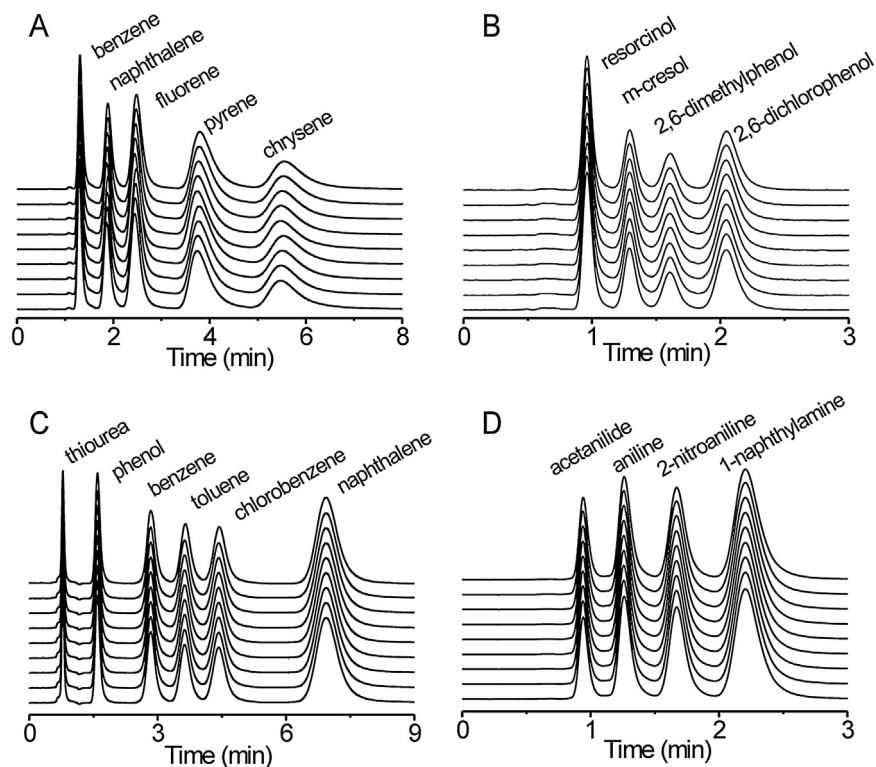 A
benzene
naphthalene
fluorene
pyrene
chrysene
0 2 4 6 8
Time (min)
B
resorcinol
m-cresol
2,6-dimethylphenol
2,6-dichlorophenol
0 1 2 3
Time (min)
C
thiourea
phenol
benzene
toluene
chlorobenzene
naphthalene
0 3 6 9
Time (min)
D
acetanilide
aniline
2-nitroaniline
1-naphthylamine
0 1 2 3
Time (min)